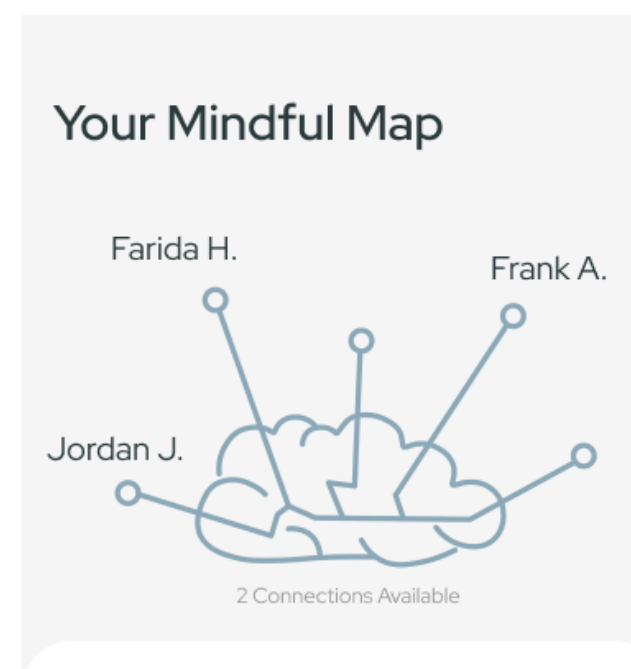 Your Mindful Map
Farida H.
Frank A.
Jordan J.
2 Connections Available